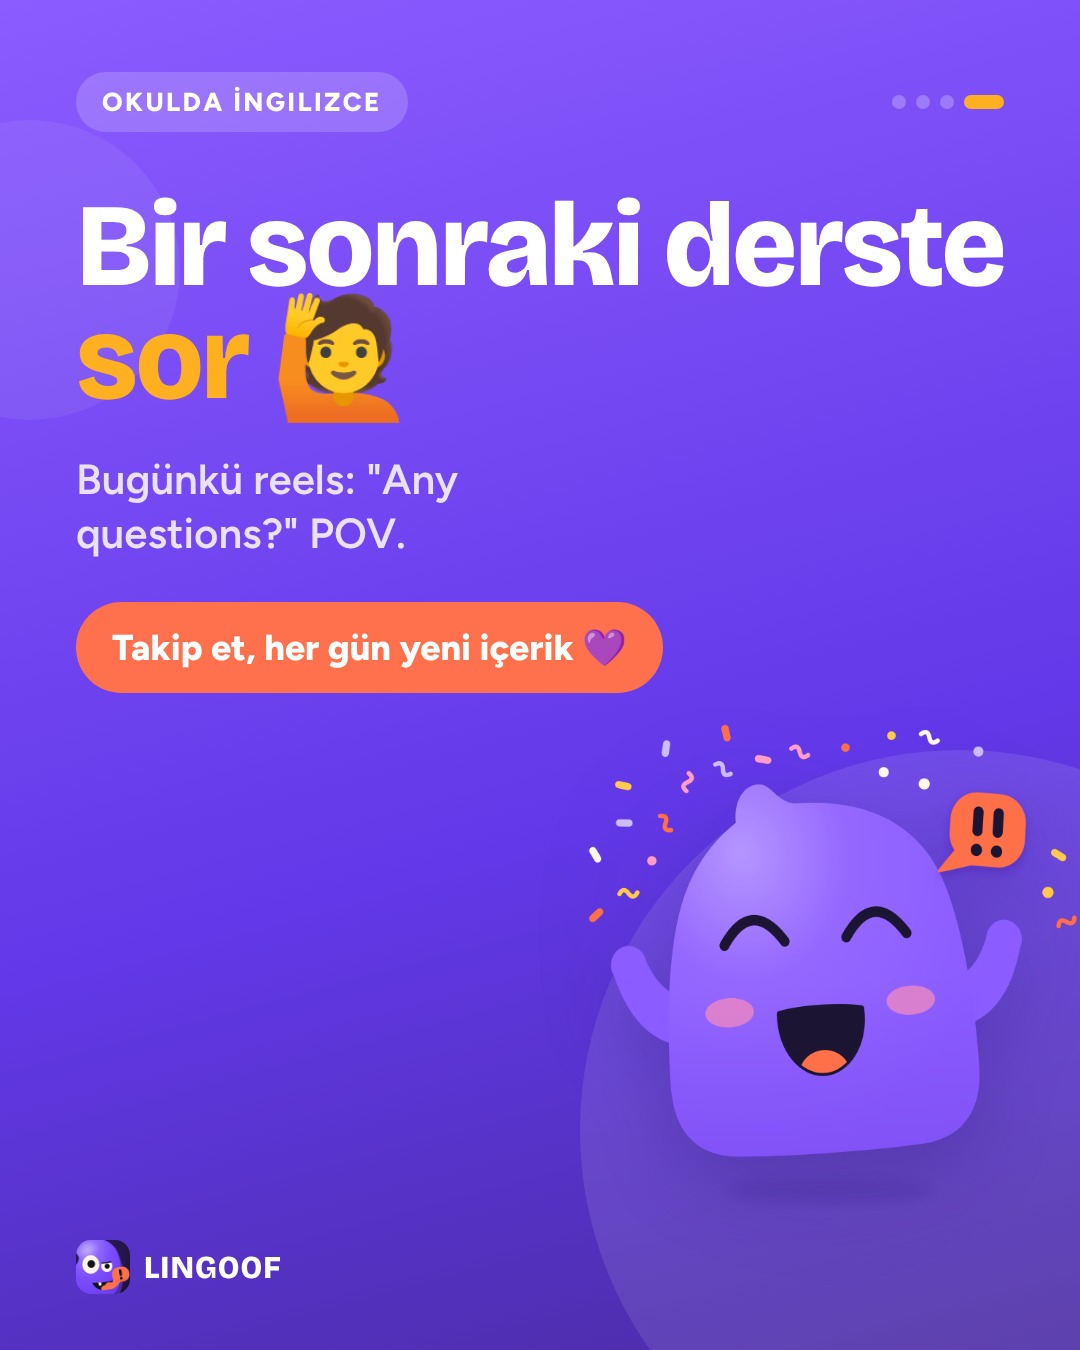 OKULDA İNGILIZCE
Bir sonraki derste
sor 🙋
Bugünkü reels: "Any
questions?" POV.
Takip et, her gün yeni içerik 💜
!!
LINGOOF